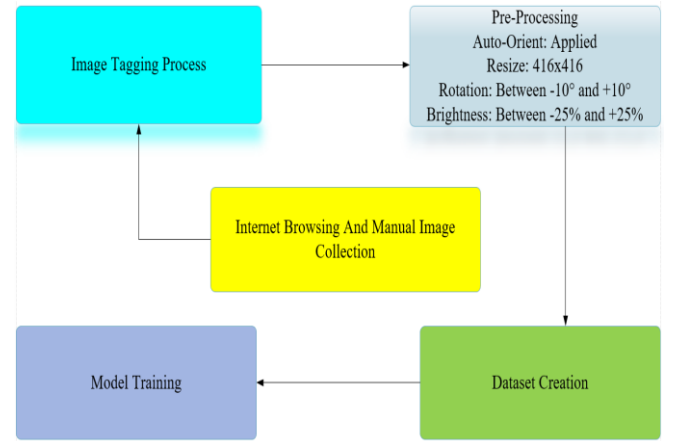 Image Tagging Process
Pre-Processing
Auto-Orient: Applied
Resize: 416x416
Rotation: Between -10° and +10°
Brightness: Between -25% and +25%
Internet Browsing And Manual Image
Collection
Model Training
Dataset Creation